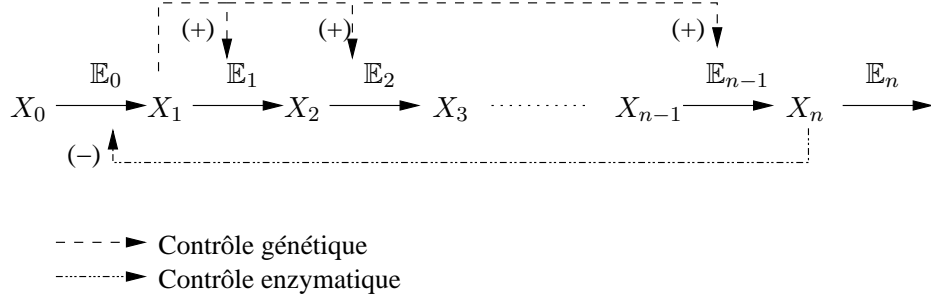 (+) (+) (+)
𝔼₀ 𝔼₁ 𝔼₂ 𝔼ₙ₋₁ 𝔼ₙ
X₀ X₁ X₂ X₃ Xₙ₋₁ Xₙ
(−)
Contrôle génétique
Contrôle enzymatique